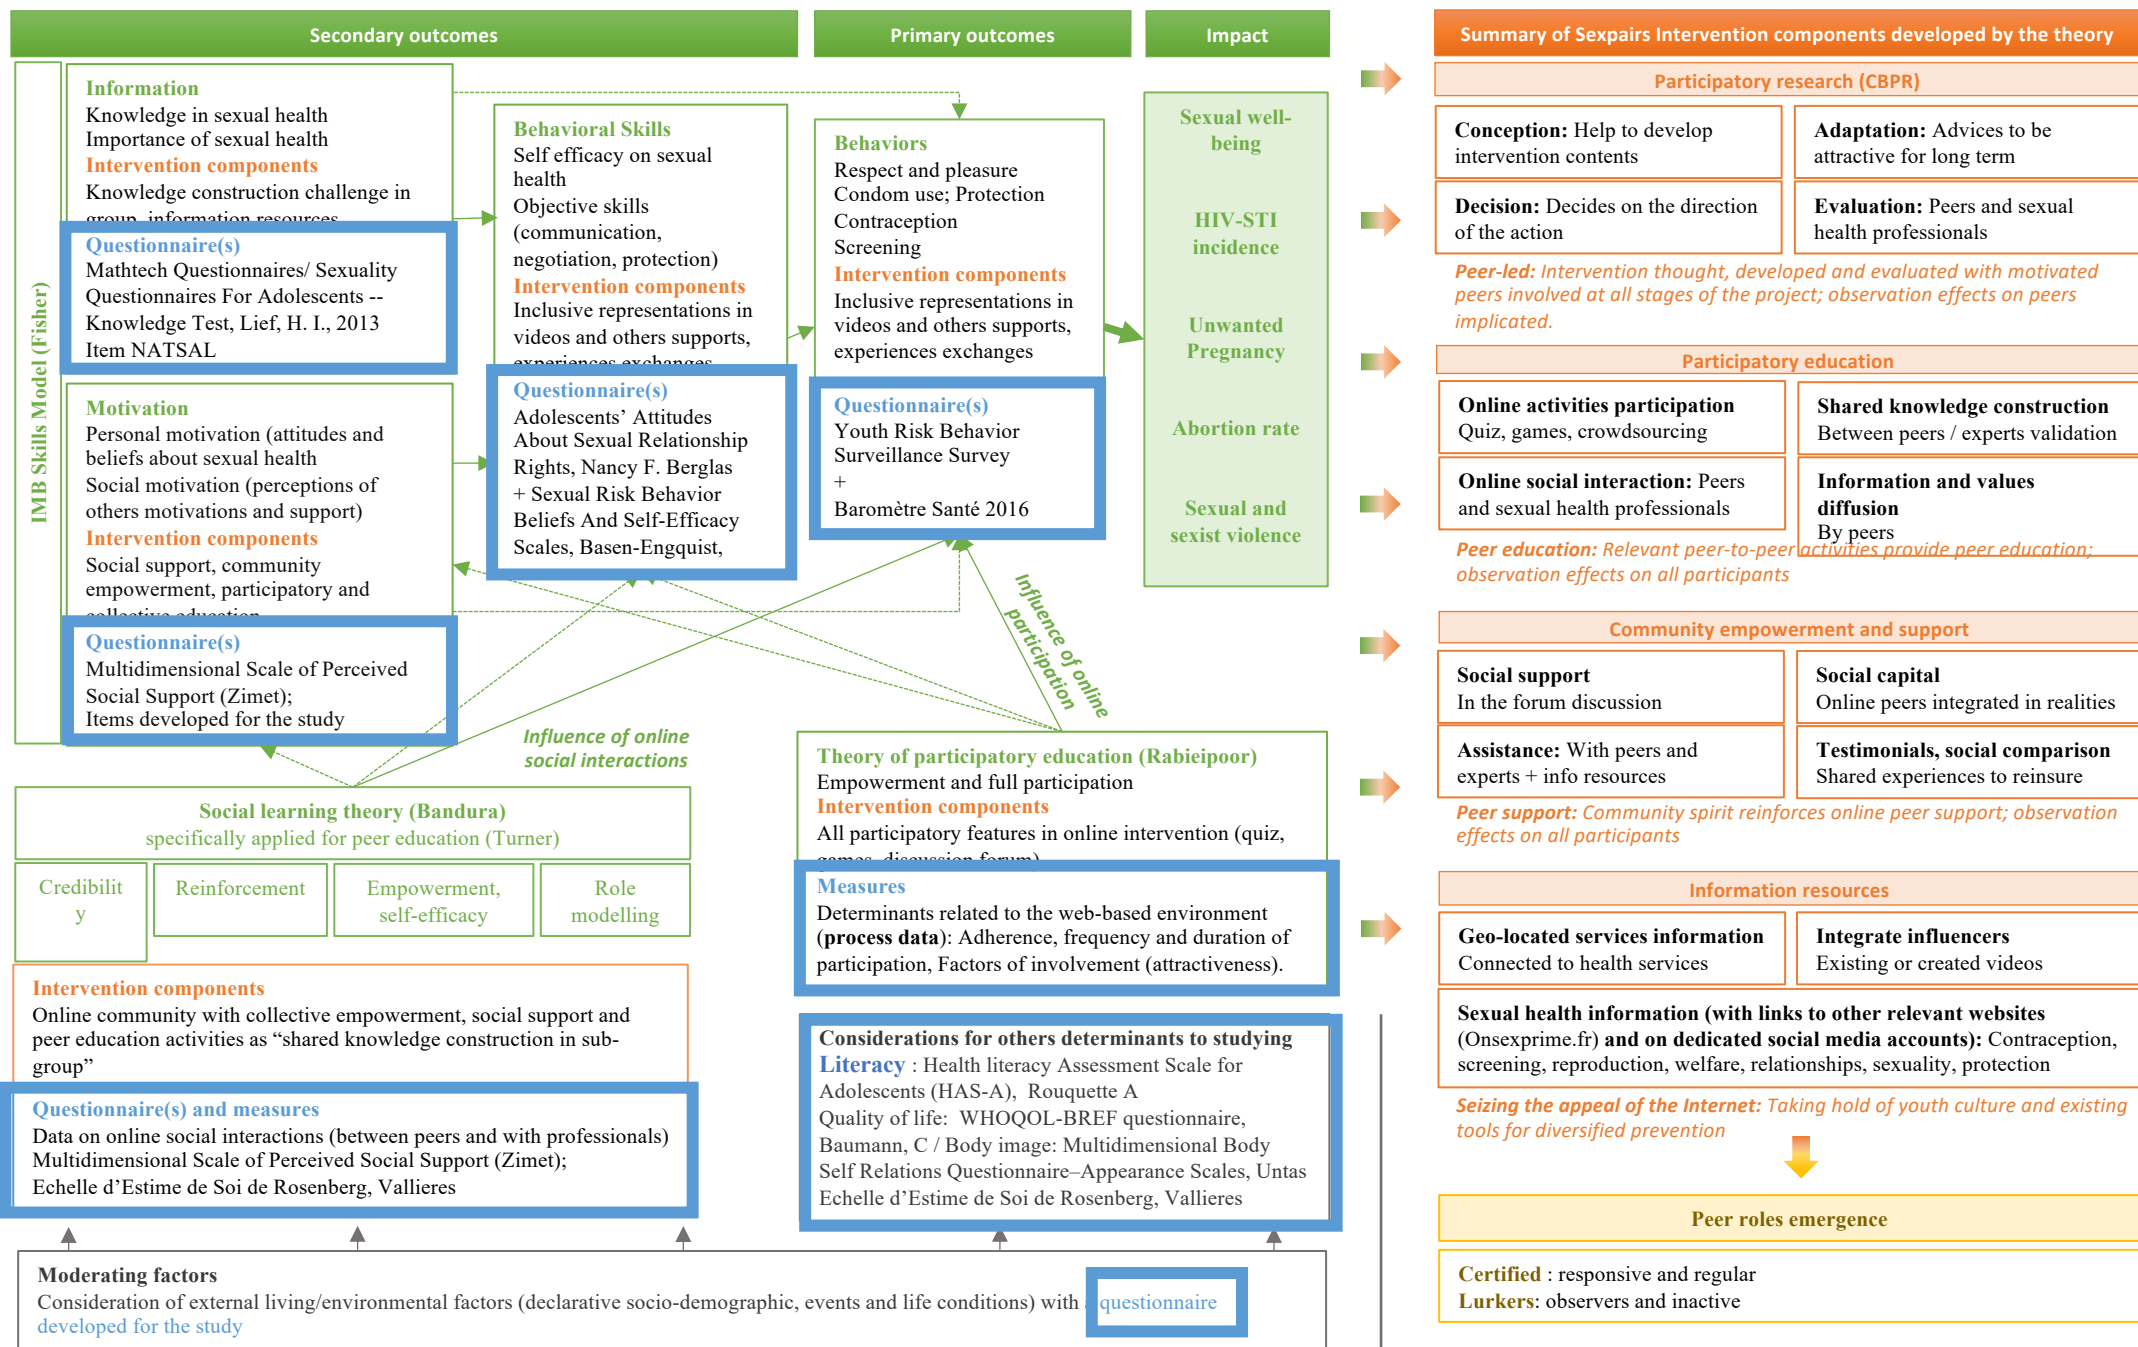 Secondary outcomes
Primary outcomes
Impact
Summary of Sexpairs Intervention components developed by the theory
IMB Skills Model (Fisher)
Information
Knowledge in sexual health
Importance of sexual health
Intervention components
Knowledge construction challenge in
group, information resources
Questionnaire(s)
Mathtech Questionnaires/ Sexuality
Questionnaires For Adolescents --
Knowledge Test, Lief, H. I., 2013
Item NATSAL
Motivation
Personal motivation (attitudes and
beliefs about sexual health
Social motivation (perceptions of
others motivations and support)
Intervention components
Social support, community
empowerment, participatory and
collective education
Questionnaire(s)
Multidimensional Scale of Perceived
Social Support (Zimet);
Items developed for the study
Behavioral Skills
Self efficacy on sexual
health
Objective skills
(communication,
negotiation, protection)
Intervention components
Inclusive representations in
videos and others supports,
experiences exchanges
Questionnaire(s)
Adolescents’ Attitudes
About Sexual Relationship
Rights, Nancy F. Berglas
+ Sexual Risk Behavior
Beliefs And Self-Efficacy
Scales, Basen-Engquist,
Behaviors
Respect and pleasure
Condom use; Protection
Contraception
Screening
Intervention components
Inclusive representations in
videos and others supports,
experiences exchanges
Questionnaire(s)
Youth Risk Behavior
Surveillance Survey
+
Baromètre Santé 2016
Sexual well-
being
HIV-STI
incidence
Unwanted
Pregnancy
Abortion rate
Sexual and
sexist violence
Influence of online
social interactions
Influence of online
participation
Social learning theory (Bandura)
specifically applied for peer education (Turner)
Credibilit
y
Reinforcement
Empowerment,
self-efficacy
Role
modelling
Intervention components
Online community with collective empowerment, social support and
peer education activities as “shared knowledge construction in sub-
group”
Questionnaire(s) and measures
Data on online social interactions (between peers and with professionals)
Multidimensional Scale of Perceived Social Support (Zimet);
Echelle d’Estime de Soi de Rosenberg, Vallieres
Theory of participatory education (Rabieipoor)
Empowerment and full participation
Intervention components
All participatory features in online intervention (quiz,
games, discussion forum)
Measures
Determinants related to the web-based environment
(process data): Adherence, frequency and duration of
participation, Factors of involvement (attractiveness).
Considerations for others determinants to studying
Literacy : Health literacy Assessment Scale for
Adolescents (HAS-A), Rouquette A
Quality of life: WHOQOL-BREF questionnaire,
Baumann, C / Body image: Multidimensional Body
Self Relations Questionnaire–Appearance Scales, Untas
Echelle d’Estime de Soi de Rosenberg, Vallieres
Moderating factors
Consideration of external living/environmental factors (declarative socio-demographic, events and life conditions) with questionnaire
developed for the study
Participatory research (CBPR)
Conception: Help to develop
intervention contents
Adaptation: Advices to be
attractive for long term
Decision: Decides on the direction
of the action
Evaluation: Peers and sexual
health professionals
Peer-led: Intervention thought, developed and evaluated with motivated
peers involved at all stages of the project; observation effects on peers
implicated.
Participatory education
Online activities participation
Quiz, games, crowdsourcing
Shared knowledge construction
Between peers / experts validation
Online social interaction: Peers
and sexual health professionals
Information and values
diffusion
By peers
Peer education: Relevant peer-to-peer activities provide peer education;
observation effects on all participants
Community empowerment and support
Social support
In the forum discussion
Social capital
Online peers integrated in realities
Assistance: With peers and
experts + info resources
Testimonials, social comparison
Shared experiences to reinsure
Peer support: Community spirit reinforces online peer support; observation
effects on all participants
Information resources
Geo-located services information
Connected to health services
Integrate influencers
Existing or created videos
Sexual health information (with links to other relevant websites
(Onsexprime.fr) and on dedicated social media accounts): Contraception,
screening, reproduction, welfare, relationships, sexuality, protection
Seizing the appeal of the Internet: Taking hold of youth culture and existing
tools for diversified prevention
Peer roles emergence
Certified : responsive and regular
Lurkers: observers and inactive